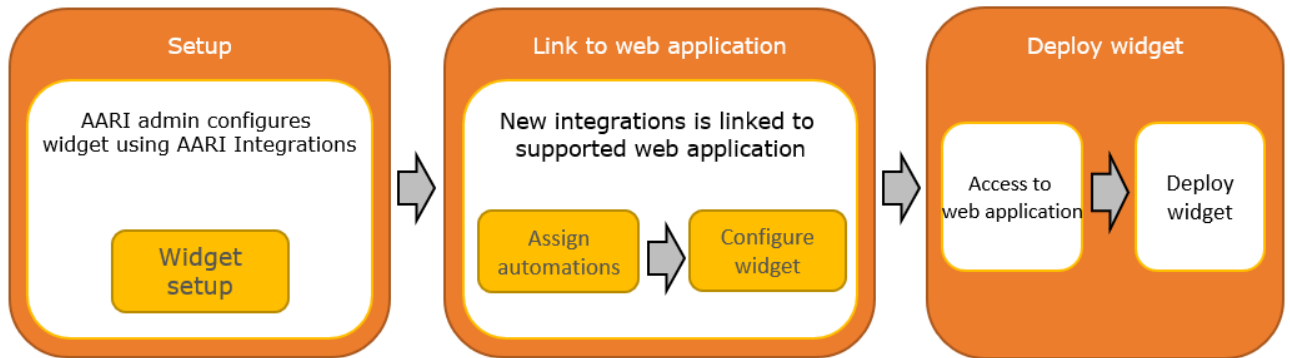 Setup
AARI admin configures
widget using AARI Integrations
Widget
setup
Link to web application
New integrations is linked to
supported web application
Assign
automations
Configure
widget
Deploy widget
Access to
web application
Deploy
widget